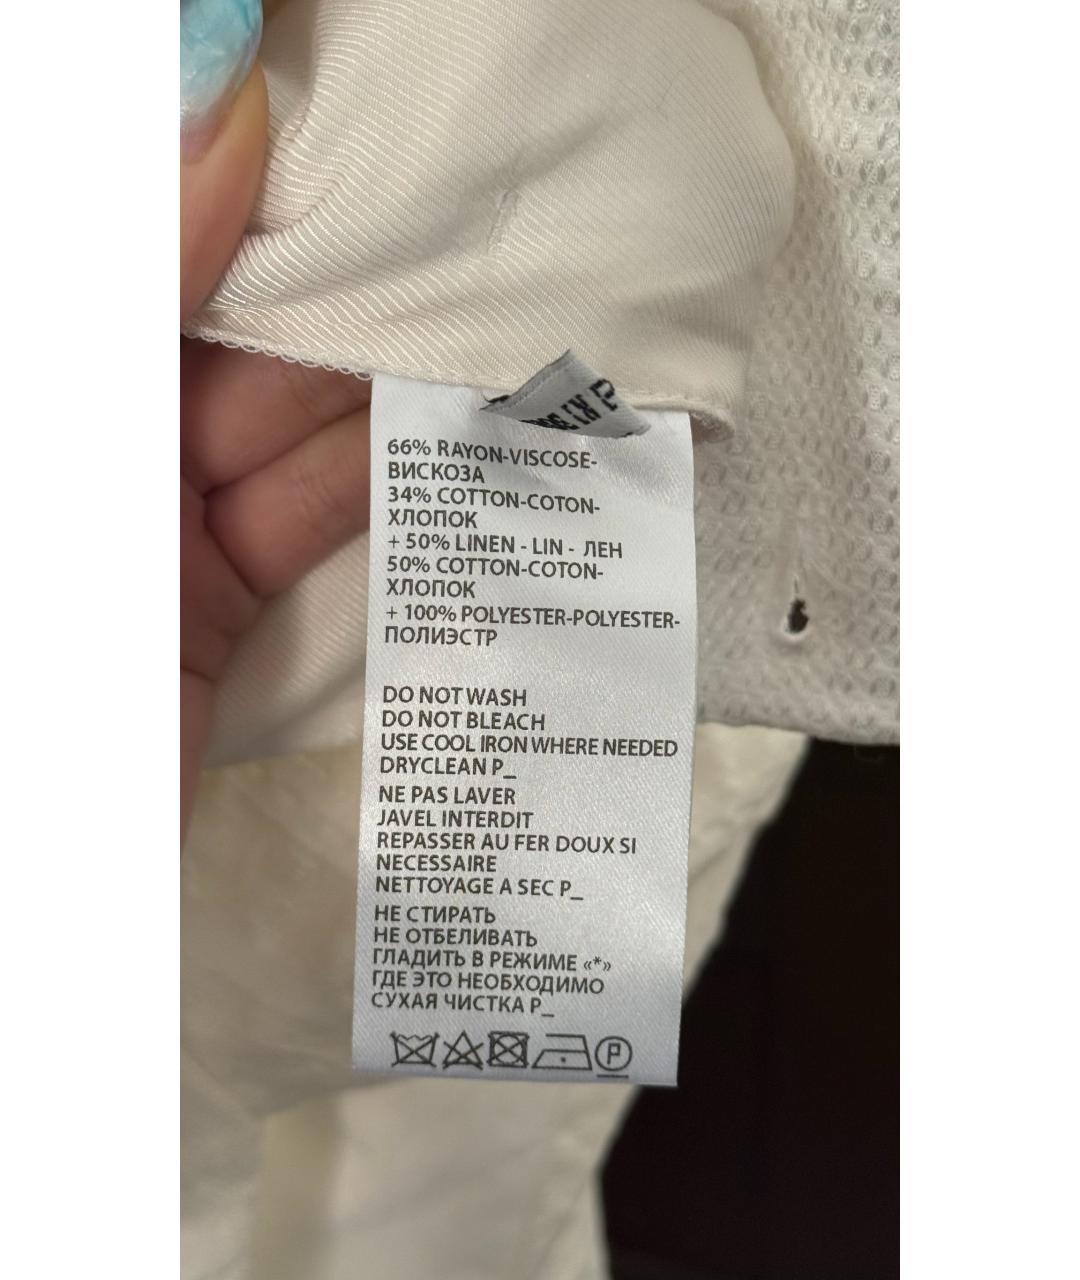 66% RAYON-VISCOSE-
ВИСКОЗА
34% COTTON-COTON-
ХЛОПОК
+ 50% LINEN - LIN - ЛЕН
50% COTTON-COTON-
ХЛОПОК
+ 100% POLYESTER-POLYESTER-
ПОЛИЭСТР
DO NOT WASH
DO NOT BLEACH
USE COOL IRON WHERE NEEDED
DRYCLEAN P_
NE PAS LAVER
JAVEL INTERDIT
REPASSER AU FER DOUX SI
NECESSAIRE
NETTOYAGE A SEC P_
НЕ СТИРАТЬ
НЕ ОТБЕЛИВАТЬ
ГЛАДИТЬ В РЕЖИМЕ «*»
ГДЕ ЭТО НЕОБХОДИМО
СУХАЯ ЧИСТКА P_
P